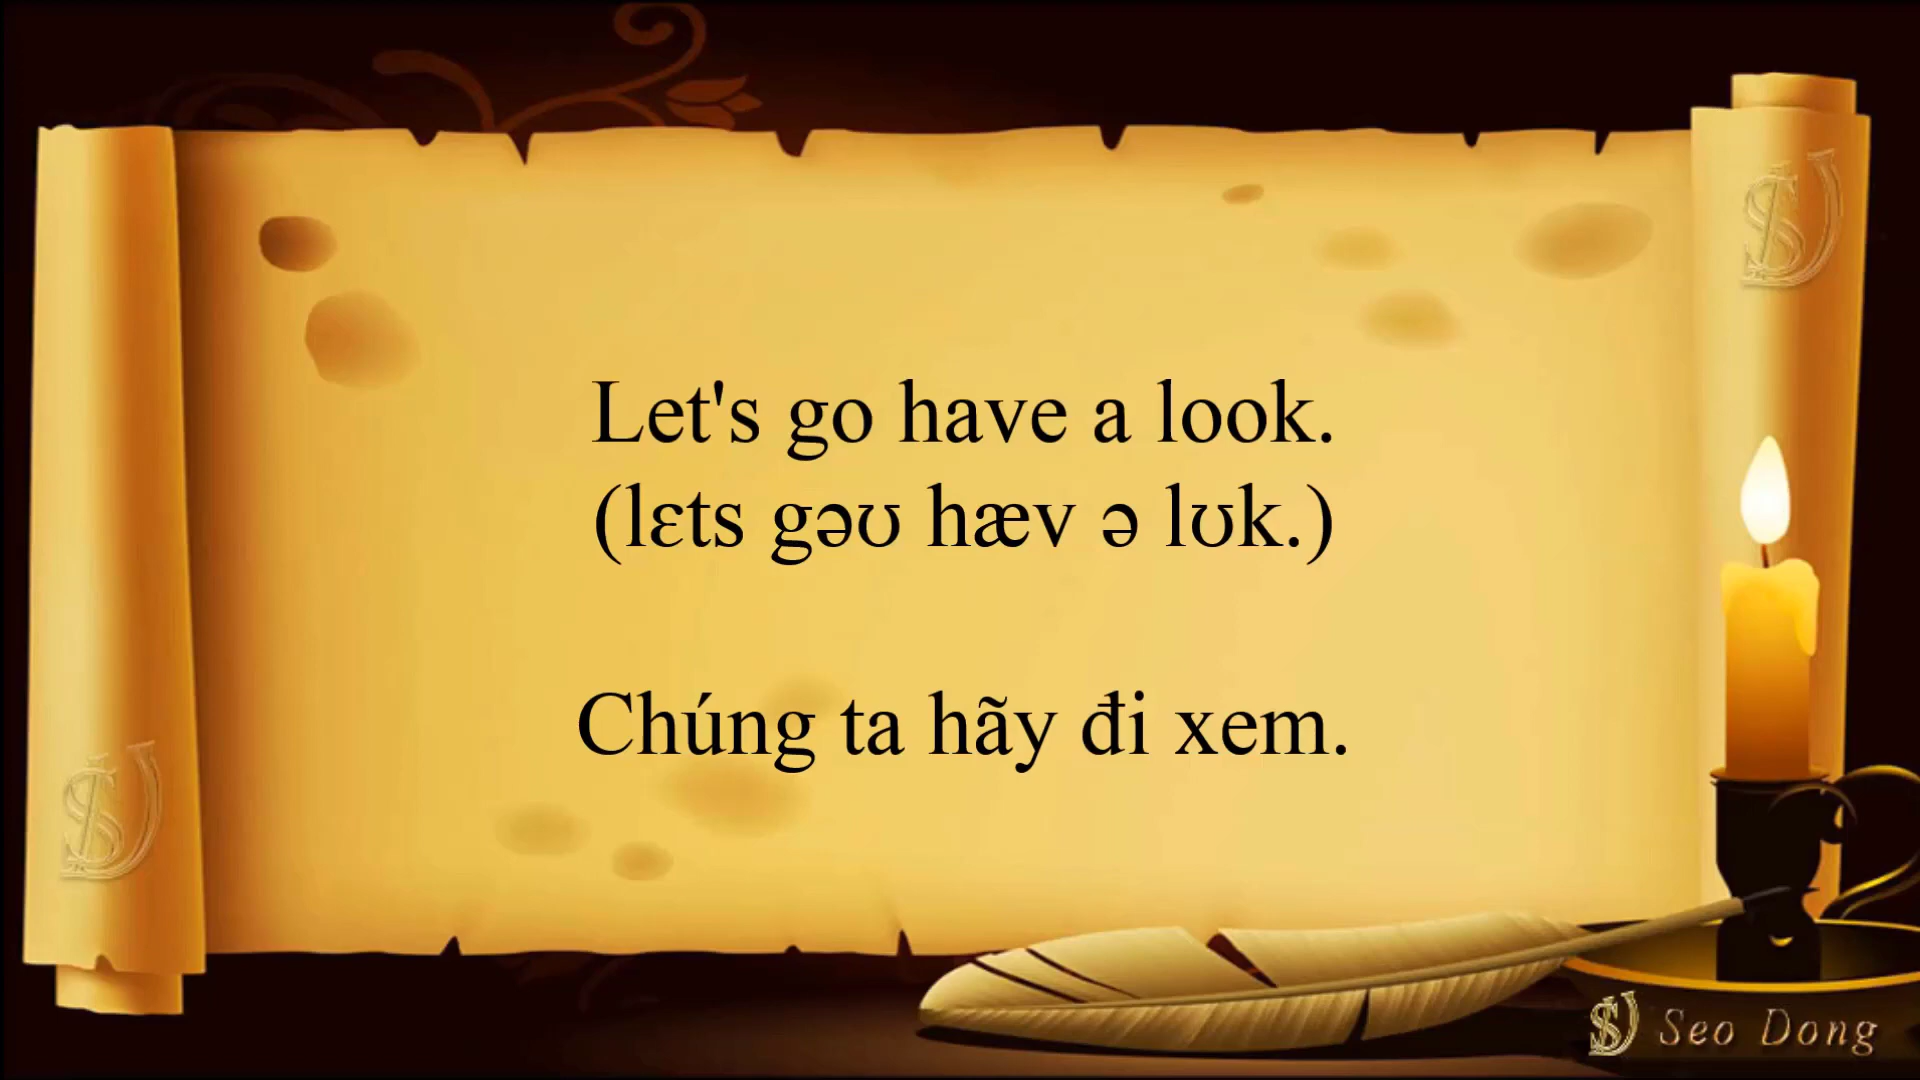 Let's go have a look.
(lɛts gəʊ hæv ə lʊk.)
Chúng ta hãy đi xem.
Seo Dong